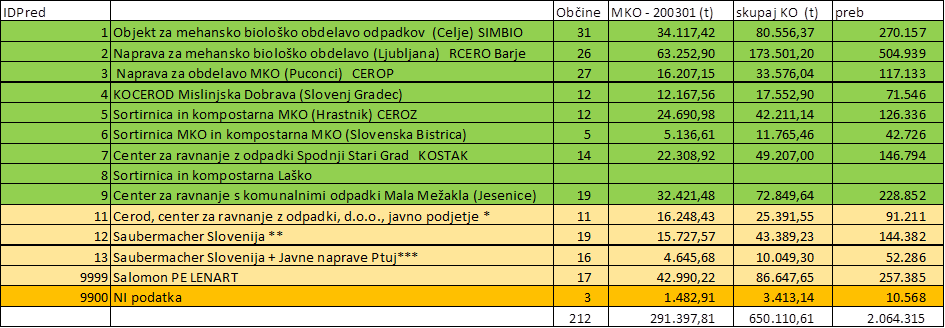 IDPred Občine MKO - 200301 (t) skupaj KO (t) preb
1 Objekt za mehansko biološko obdelavo odpadkov (Celje) SIMBIO 31 34.117,42 80.556,37 270.157
2 Naprava za mehansko biološko obdelavo (Ljubljana) RCERO Barje 26 63.252,90 173.501,20 504.939
3 Naprava za obdelavo MKO (Puconci) CEROP 27 16.207,15 33.576,04 117.133
4 KOCEROD Mislinjska Dobrava (Slovenj Gradec) 12 12.167,56 17.552,90 71.546
5 Sortirnica in kompostarna MKO (Hrastnik) CEROZ 12 24.690,98 42.211,14 126.336
6 Sortirnica MKO in kompostarna MKO (Slovenska Bistrica) 5 5.136,61 11.765,46 42.726
7 Center za ravnanje z odpadki Spodnji Stari Grad KOSTAK 14 22.308,92 49.207,00 146.794
8 Sortirnica in kompostarna Laško
9 Center za ravnanje s komunalnimi odpadki Mala Mežakla (Jesenice) 19 32.421,48 72.849,64 228.852
11 Cerod, center za ravnanje z odpadki, d.o.o., javno podjetje * 11 16.248,43 25.391,55 91.211
12 Saubermacher Slovenija ** 19 15.727,57 43.389,23 144.382
13 Saubermacher Slovenija + Javne naprave Ptuj*** 16 4.645,68 10.049,30 52.286
9999 Salomon PE LENART 17 42.990,22 86.647,65 257.385
9900 NI podatka 3 1.482,91 3.413,14 10.568
212 291.397,81 650.110,61 2.064.315